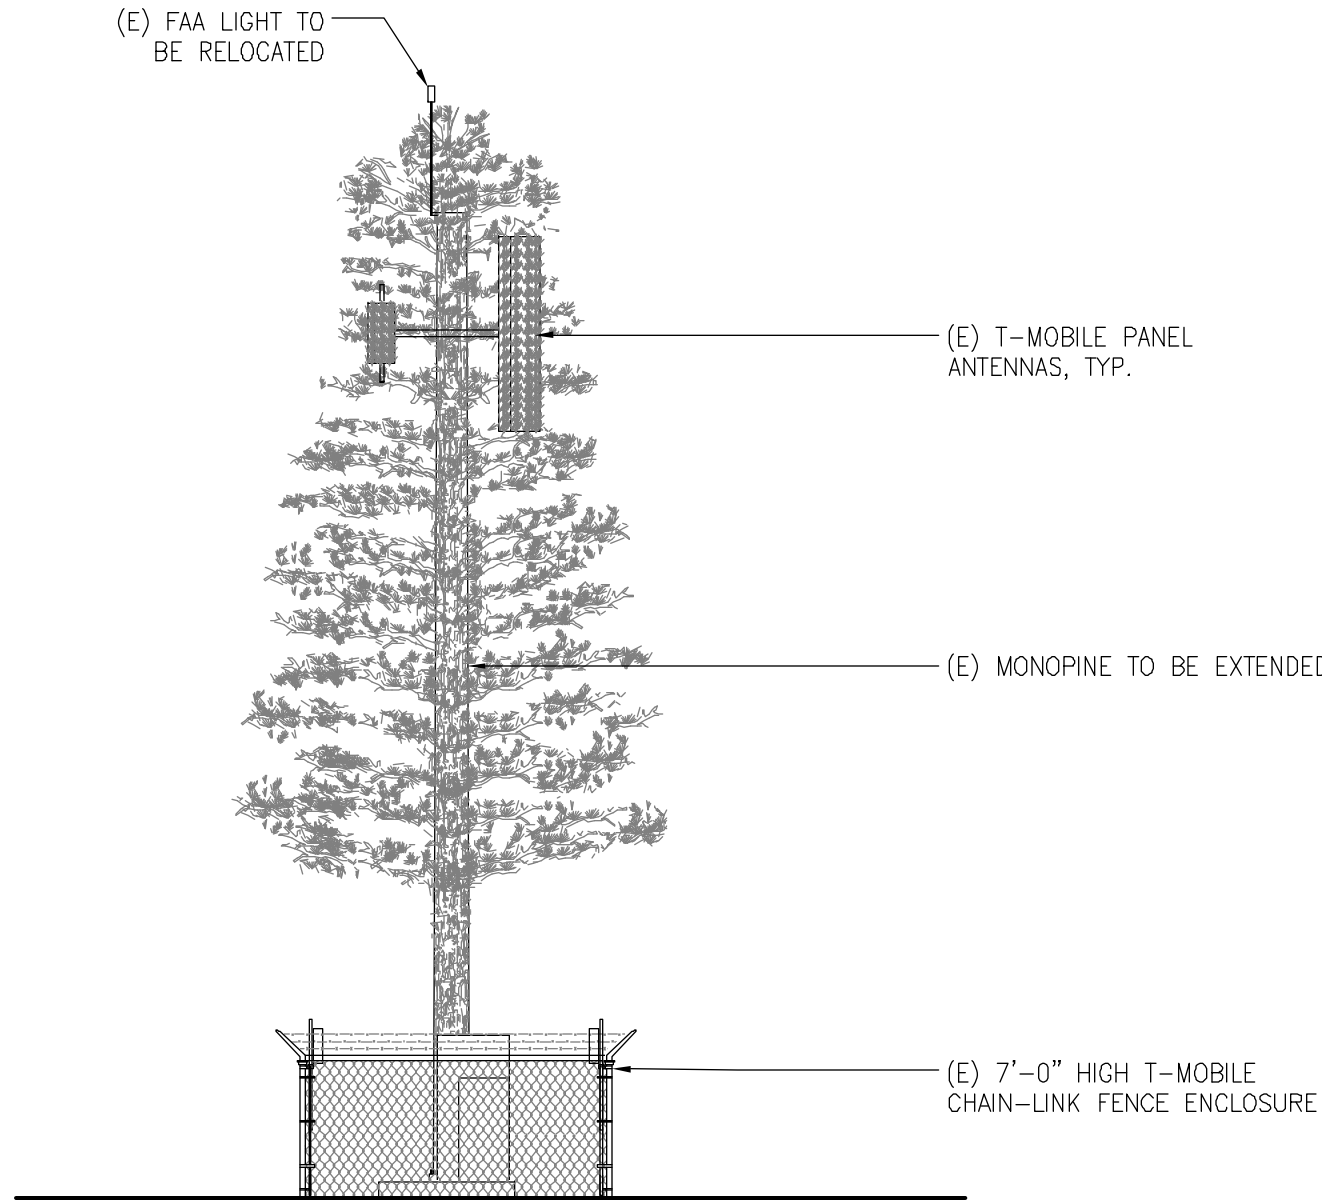 (E) FAA LIGHT TO
BE RELOCATED
(E) T-MOBILE PANEL
ANTENNAS, TYP.
(E) MONOPINE TO BE EXTENDED
(E) 7'-0" HIGH T-MOBILE
CHAIN-LINK FENCE ENCLOSURE